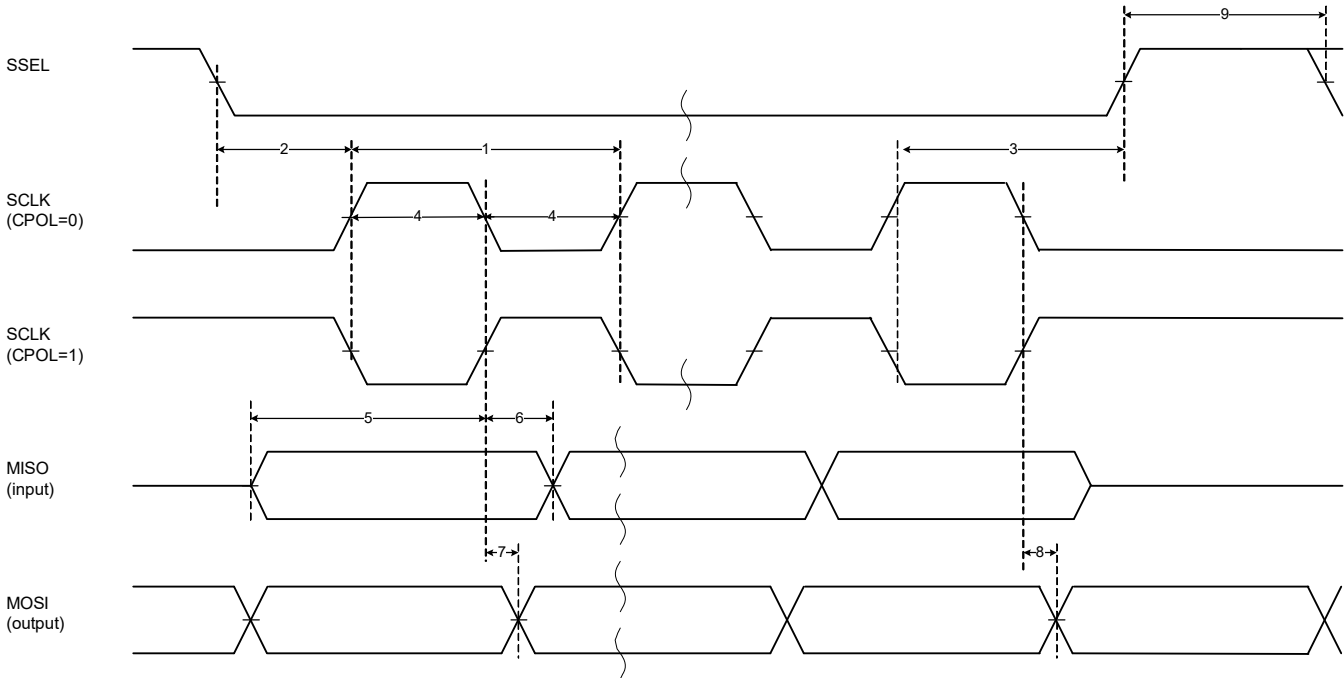 9
SSEL
2
1
3
SCLK
(CPOL=0)
4
4
SCLK
(CPOL=1)
5
6
MISO
(input)
7
8
MOSI
(output)